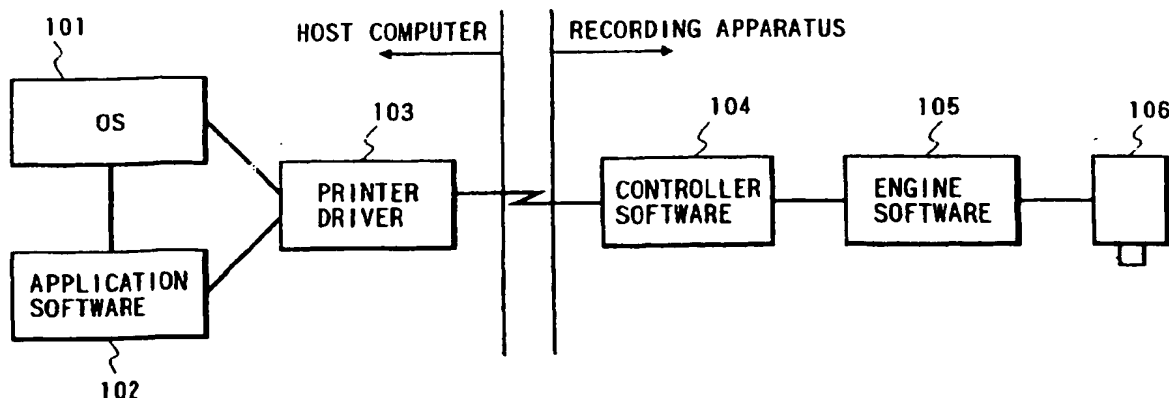 101
HOST COMPUTER
RECORDING APPARATUS
OS
103
104
105
106
PRINTER
DRIVER
CONTROLLER
SOFTWARE
ENGINE
SOFTWARE
APPLICATION
SOFTWARE
102